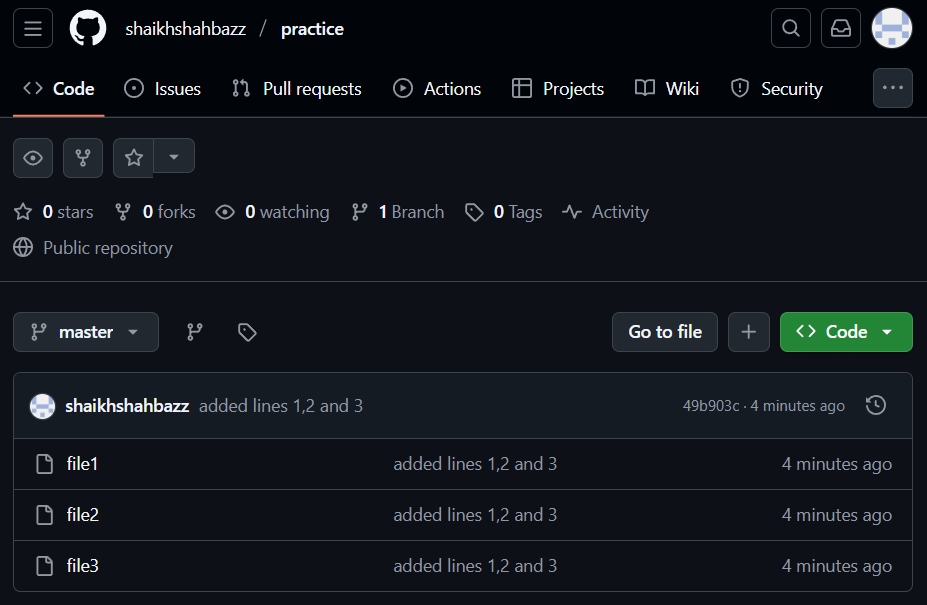 shaikhshahbazz / practice
Code Issues Pull requests Actions Projects Wiki Security
0 stars 0 forks 0 watching 1 Branch 0 Tags Activity
Public repository
master Go to file Code
shaikhshahbazz added lines 1,2 and 3 49b903c · 4 minutes ago
file1 added lines 1,2 and 3 4 minutes ago
file2 added lines 1,2 and 3 4 minutes ago
file3 added lines 1,2 and 3 4 minutes ago